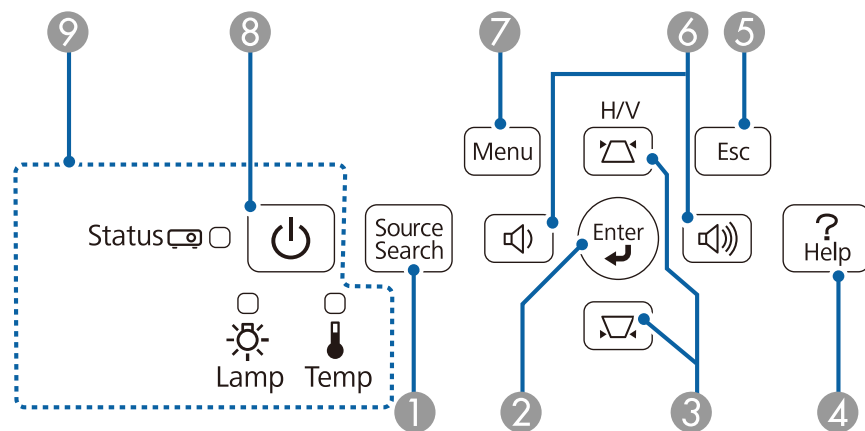 9
8
7
6
5
H/V
Menu
Esc
Status
Source
Search
Enter
?
Help
Lamp
Temp
1
2
3
4